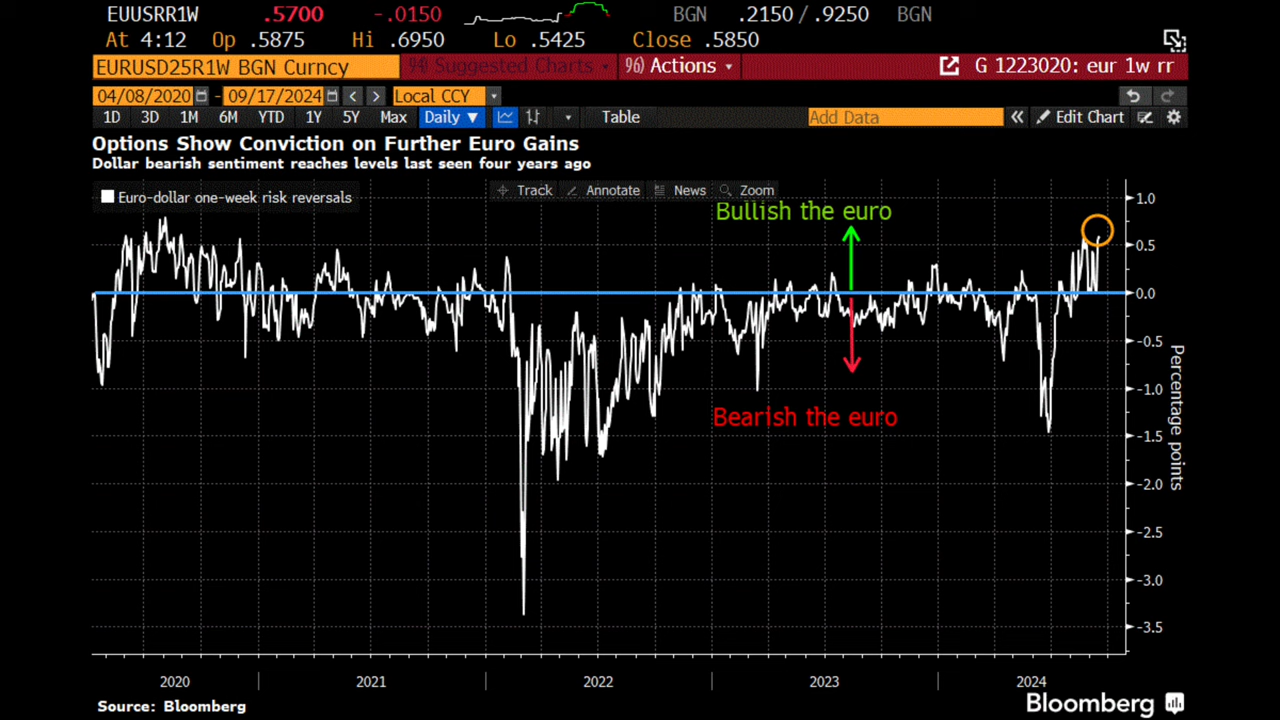 EUUSRR1W .5700 -.0150 BGN .2150 / .9250 BGN
At 4:12 Op .5875 Hi .6950 Lo .5425 Close .5850
EURUSD25R1W BGN Curncy 94) Suggested Charts 96) Actions G 1223020: eur 1w rr
04/08/2020 - 09/17/2024 < > Local CCY
1D 3D 1M 6M YTD 1Y 5Y Max Daily ▼ Table Add Data « Edit Chart
Options Show Conviction on Further Euro Gains
Dollar bearish sentiment reaches levels last seen four years ago
Track Annotate News Zoom
Euro-dollar one-week risk reversals
Bullish the euro
Bearish the euro
1.0
0.5
0.0
-0.5
-1.0
-1.5
-2.0
-2.5
-3.0
-3.5
Percentage points
2020 2021 2022 2023 2024
Source: Bloomberg
Bloomberg